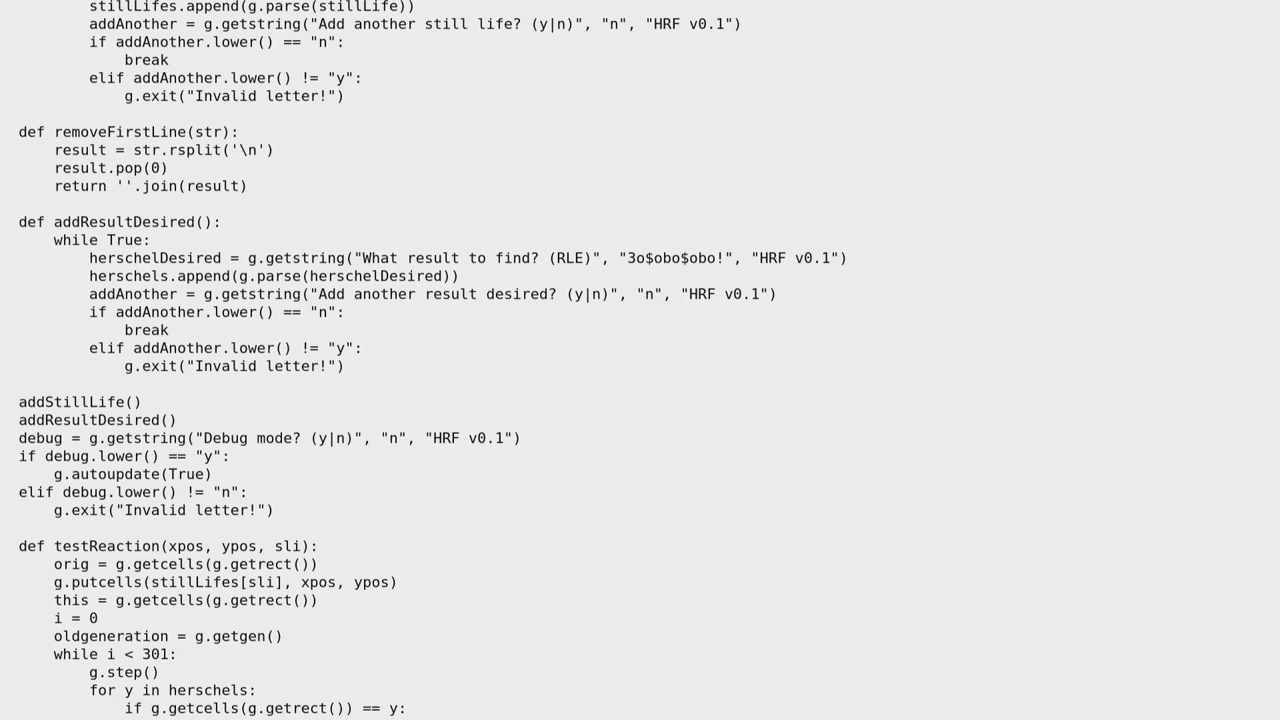 stillLifes.append(g.parse(stillLife))
        addAnother = g.getstring("Add another still life? (y|n)", "n", "HRF v0.1")
        if addAnother.lower() == "n":
            break
        elif addAnother.lower() != "y":
            g.exit("Invalid letter!")

def removeFirstLine(str):
    result = str.rsplit('\n')
    result.pop(0)
    return ''.join(result)

def addResultDesired():
    while True:
        herschelDesired = g.getstring("What result to find? (RLE)", "3o$obo$obo!", "HRF v0.1")
        herschels.append(g.parse(herschelDesired))
        addAnother = g.getstring("Add another result desired? (y|n)", "n", "HRF v0.1")
        if addAnother.lower() == "n":
            break
        elif addAnother.lower() != "y":
            g.exit("Invalid letter!")

addStillLife()
addResultDesired()
debug = g.getstring("Debug mode? (y|n)", "n", "HRF v0.1")
if debug.lower() == "y":
    g.autoupdate(True)
elif debug.lower() != "n":
    g.exit("Invalid letter!")

def testReaction(xpos, ypos, sli):
    orig = g.getcells(g.getrect())
    g.putcells(stillLifes[sli], xpos, ypos)
    this = g.getcells(g.getrect())
    i = 0
    oldgeneration = g.getgen()
    while i < 301:
        g.step()
        for y in herschels:
            if g.getcells(g.getrect()) == y: